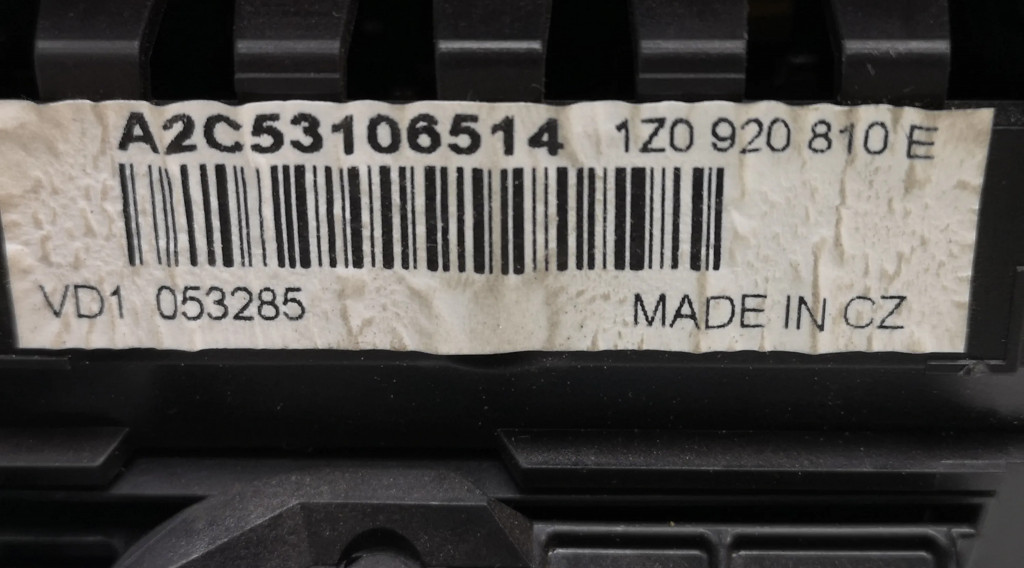 A2C53106514 1Z0 920 810 E
VD1 053285 MADE IN CZ